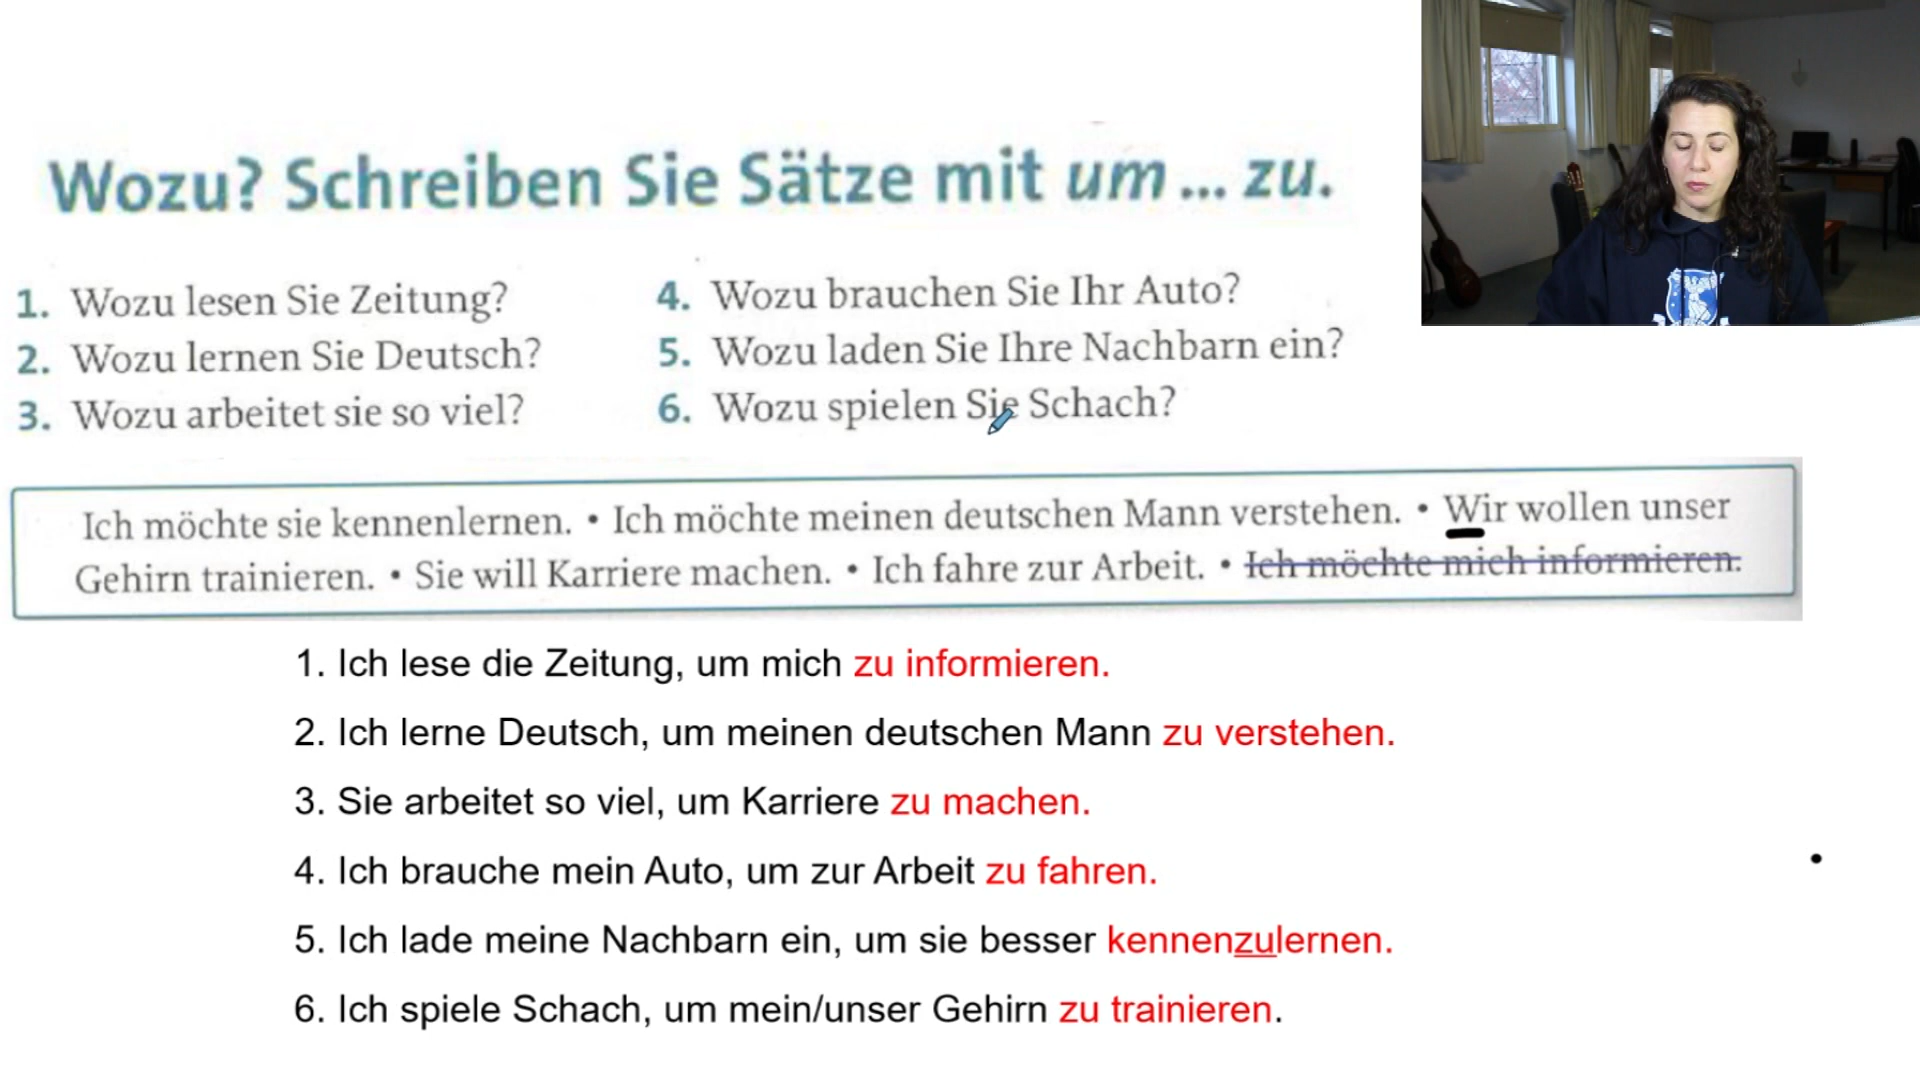 Wozu? Schreiben Sie Sätze mit um ... zu.
1. Wozu lesen Sie Zeitung?
2. Wozu lernen Sie Deutsch?
3. Wozu arbeitet sie so viel?
4. Wozu brauchen Sie Ihr Auto?
5. Wozu laden Sie Ihre Nachbarn ein?
6. Wozu spielen Sie Schach?
Ich möchte sie kennenlernen. • Ich möchte meinen deutschen Mann verstehen. • Wir wollen unser
Gehirn trainieren. • Sie will Karriere machen. • Ich fahre zur Arbeit. • Ich möchte mich informieren.
1. Ich lese die Zeitung, um mich zu informieren.
2. Ich lerne Deutsch, um meinen deutschen Mann zu verstehen.
3. Sie arbeitet so viel, um Karriere zu machen.
4. Ich brauche mein Auto, um zur Arbeit zu fahren.
5. Ich lade meine Nachbarn ein, um sie besser kennenzulernen.
6. Ich spiele Schach, um mein/unser Gehirn zu trainieren.